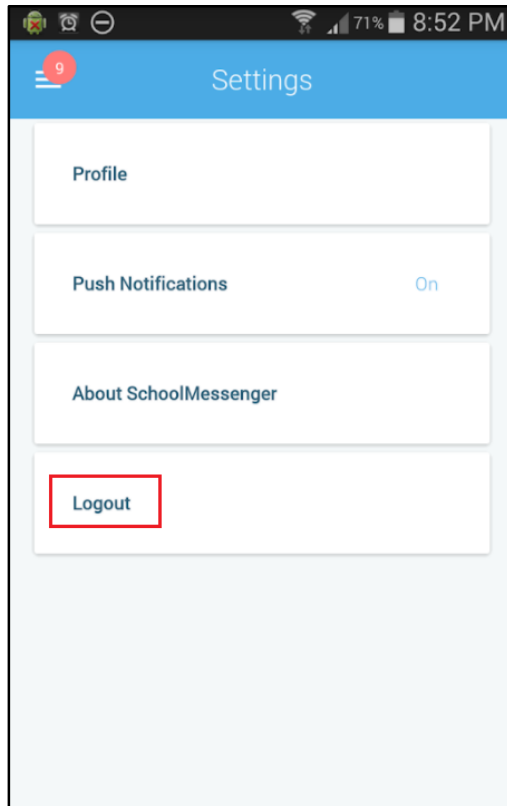 71% 8:52 PM
9
Settings
Profile
Push Notifications On
About SchoolMessenger
Logout